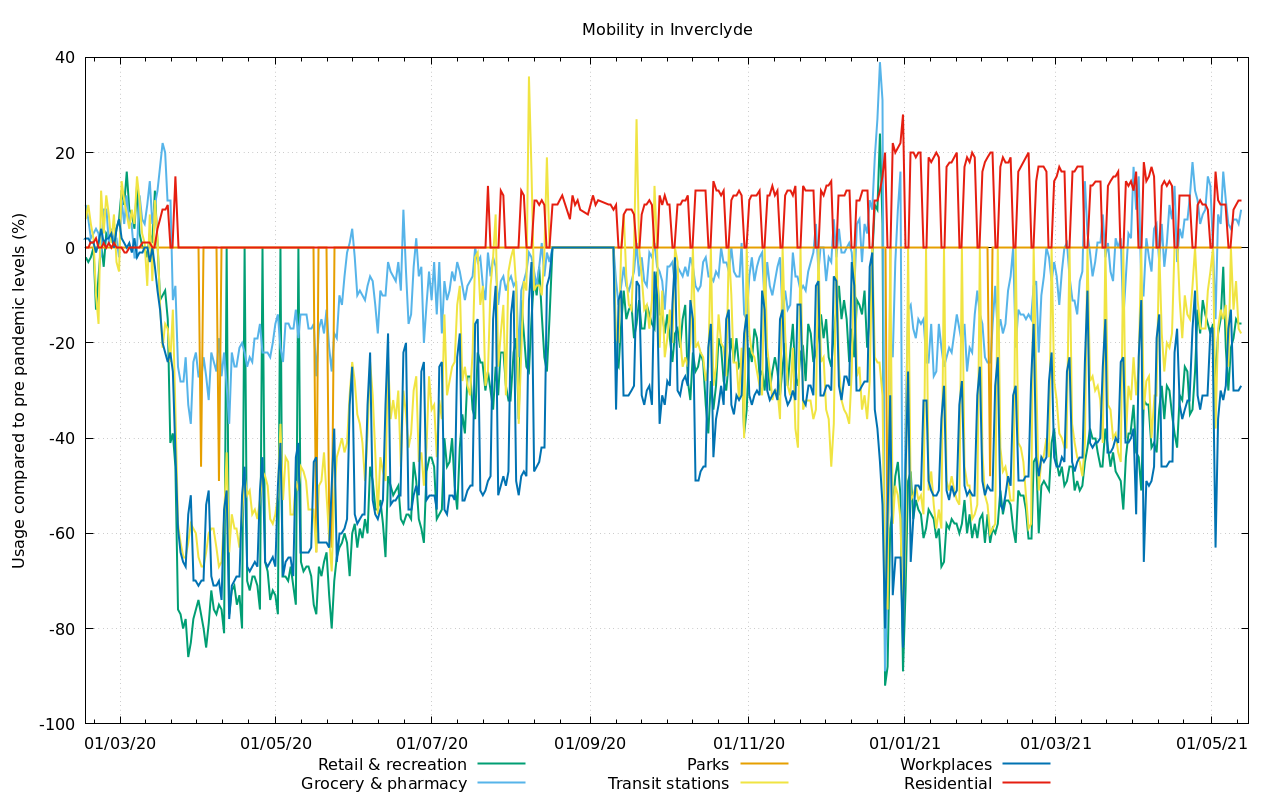 Mobility in Inverclyde
Usage compared to pre pandemic levels (%)
40
20
0
-20
-40
-60
-80
-100
01/03/20 01/05/20 01/07/20 01/09/20 01/11/20 01/01/21 01/03/21 01/05/21
Retail & recreation Parks Workplaces
Grocery & pharmacy Transit stations Residential